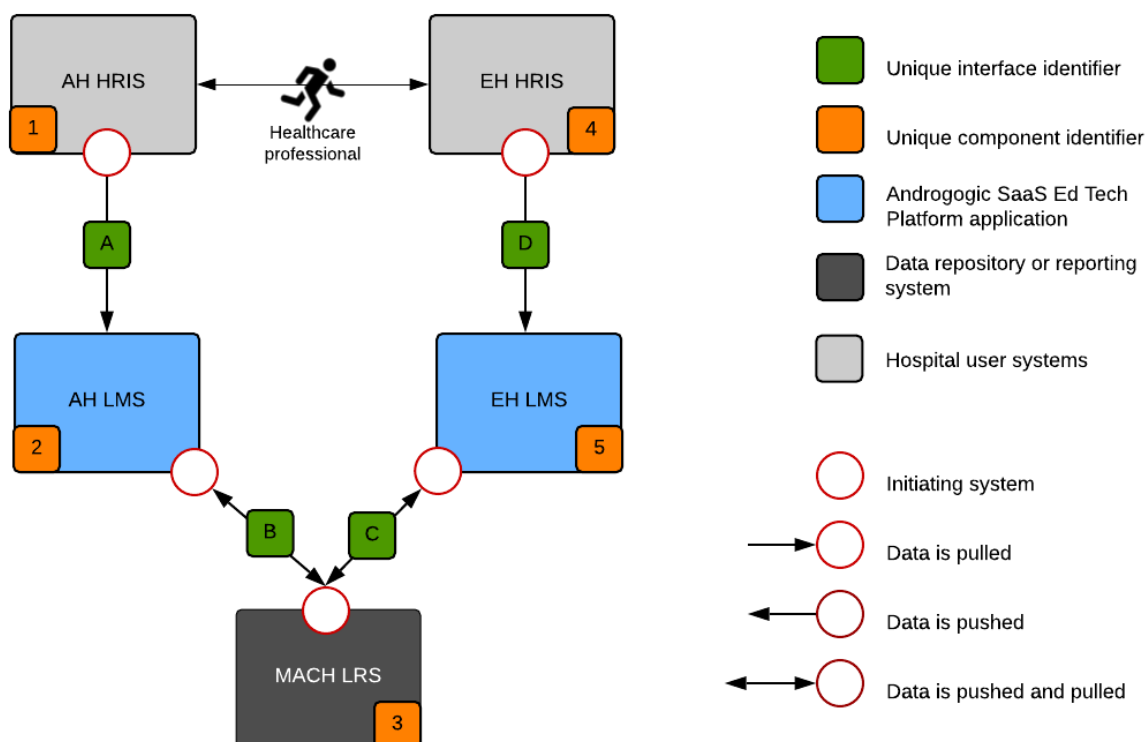 AH HRIS
1
Healthcare
professional
EH HRIS
4
A
D
AH LMS
2
EH LMS
5
B
C
MACH LRS
3
Unique interface identifier
Unique component identifier
Androgogic SaaS Ed Tech
Platform application
Data repository or reporting
system
Hospital user systems
Initiating system
Data is pulled
Data is pushed
Data is pushed and pulled